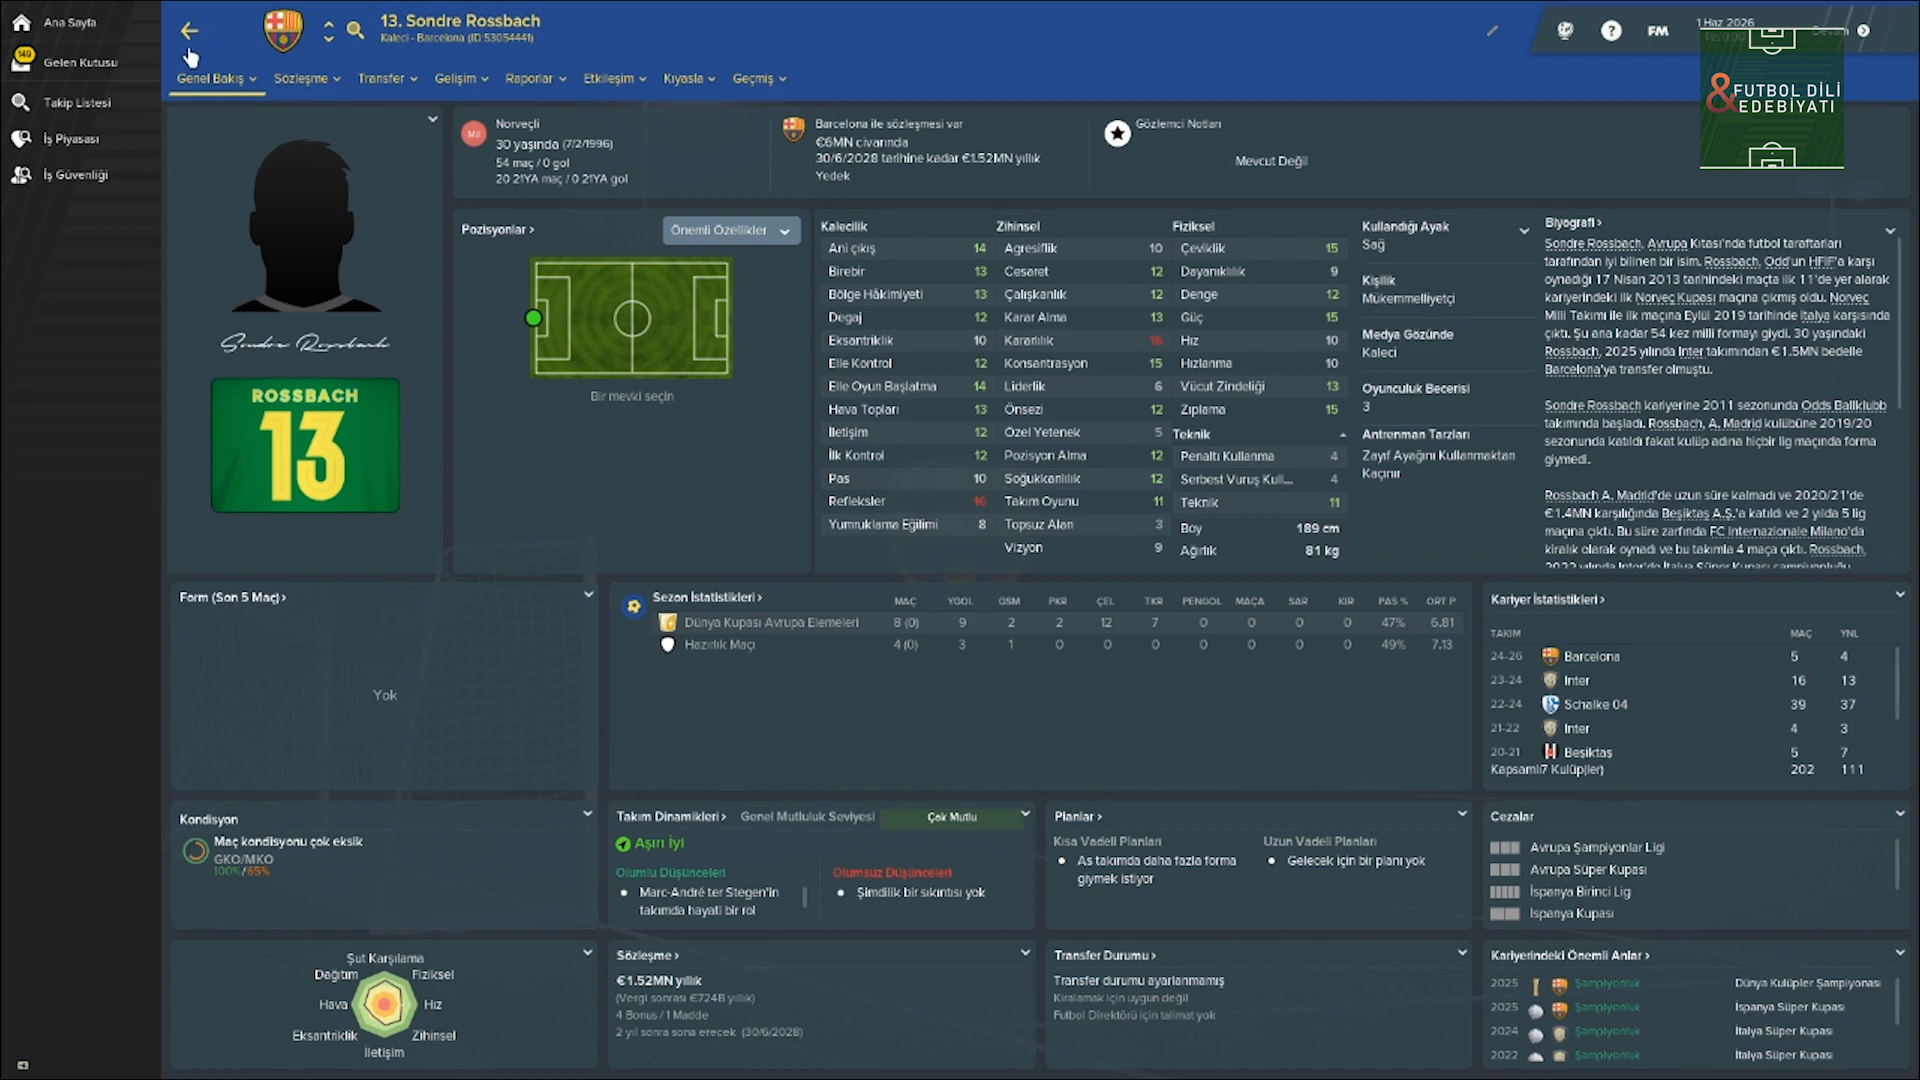 Ana Sayfa
149
Gelen Kutusu
Takip Listesi
İş Piyasası
İş Güvenliği
13. Sondre Rossbach
Kaleci - Barcelona (ID:53054441)
1 Haz 2026
FM
FUTBOL DİLİ
& EDEBİYATI
Genel Bakış
Sözleşme
Transfer
Gelişim
Raporlar
Etkileşim
Kıyasla
Geçmiş
Norveçli
30 yaşında (7/2/1996)
54 maç / 0 gol
20 21YA maç / 0 21YA gol
Barcelona ile sözleşmesi var
€6MN civarında
30/6/2028 tarihine kadar €1.52MN yıllık
Yedek
Gözlemci Notları
Mevcut Değil
Sondre Rossbach
ROSSBACH
13
Pozisyonlar >
Önemli Özellikler
Bir mevki seçin
Kalecilik
Ani çıkış 14
Birebir 13
Bölge Hâkimiyeti 13
Degaj 12
Eksantriklik 10
Elle Kontrol 12
Elle Oyun Başlatma 14
Hava Topları 13
İletişim 12
İlk Kontrol 12
Pas 10
Refleksler 16
Yumruklama Eğilimi 8
Zihinsel
Agresiflik 10
Cesaret 12
Çalışkanlık 12
Karar Alma 13
Kararlılık 16
Konsantrasyon 15
Liderlik 6
Önsezi 12
Özel Yetenek 5
Pozisyon Alma 12
Soğukkanlılık 12
Takım Oyunu 11
Topsuz Alan 3
Vizyon 9
Fiziksel
Çeviklik 15
Dayanıklılık 9
Denge 12
Güç 15
Hız 10
Hızlanma 10
Vücut Zindeliği 13
Zıplama 15
Teknik
Penaltı Kullanma 4
Serbest Vuruş Kull... 4
Teknik 11
Boy 189 cm
Ağırlık 81 kg
Kullandığı Ayak
Sağ
Kişilik
Mükemmelliyetçi
Medya Gözünde
Kaleci
Oyunculuk Becerisi
3
Antrenman Tarzları
Zayıf Ayağını Kullanmaktan
Kaçınır
Biyografi >
Sondre Rossbach, Avrupa Kıtası'nda futbol taraftarları
tarafından iyi bilinen bir isim. Rossbach, Odd'un HFIF'a karşı
oynadığı 17 Nisan 2013 tarihindeki maçta ilk 11'de yer alarak
kariyerindeki ilk Norveç Kupası maçına çıkmış oldu. Norveç
Milli Takımı ile ilk maçına Eylül 2019 tarihinde İtalya karşısında
çıktı. Şu ana kadar 54 kez milli formayı giydi. 30 yaşındaki
Rossbach, 2025 yılında Inter takımından €1.5MN bedelle
Barcelona'ya transfer olmuştu.
Sondre Rossbach kariyerine 2011 sezonunda Odds Ballklubb
takımında başladı. Rossbach, A. Madrid kulübüne 2019/20
sezonunda katıldı fakat kulüp adına hiçbir lig maçında forma
giymedi..
Rossbach A. Madrid'de uzun süre kalmadı ve 2020/21'de
€1.4MN karşılığında Beşiktaş A.Ş.'a katıldı ve 2 yılda 5 lig
maçına çıktı. Bu süre zarfında FC Internazionale Milano'da
kiralık olarak oynadı ve bu takımla 4 maça çıktı. Rossbach,
2022 yılında Inter'de İtalya Süper Kupası şampiyonluğu
Form (Son 5 Maç) >
Yok
Sezon İstatistikleri > MAÇ YGOL GSM PKR ÇEL TKR PENGOL MAÇA SAR KIR PAS % ORT P
Dünya Kupası Avrupa Elemeleri 8 (0) 9 2 2 12 7 0 0 0 0 47% 6.81
Hazırlık Maçı 4 (0) 3 1 0 0 0 0 0 0 0 49% 7.13
Kariyer İstatistikleri >
TAKIM MAÇ YNL
24-26 Barcelona 5 4
23-24 Inter 16 13
22-24 Schalke 04 39 37
21-22 Inter 4 3
20-21 Beşiktaş 5 7
Kapsamlı7 Kulüp(ler) 202 111
Kondisyon
Maç kondisyonu çok eksik
GKO/MKO
100%/65%
Takım Dinamikleri > Genel Mutluluk Seviyesi Çok Mutlu
Aşırı İyi
Olumlu Düşünceleri
Marc-André ter Stegen'in
takımda hayati bir rol
Olumsuz Düşünceleri
Şimdilik bir sıkıntısı yok
Planlar >
Kısa Vadeli Planları
As takımda daha fazla forma
giymek istiyor
Uzun Vadeli Planları
Gelecek için bir planı yok
Cezalar
Avrupa Şampiyonlar Ligi
Avrupa Süper Kupası
İspanya Birinci Lig
İspanya Kupası
Şut Karşılama
Dağıtım Fiziksel
Hava Hız
Eksantriklik Zihinsel
İletişim
Sözleşme >
€1.52MN yıllık
(Vergi sonrası €724B yıllık)
4 Bonus / 1 Madde
2 yıl sonra sona erecek (30/6/2028)
Transfer Durumu >
Transfer durumu ayarlanmamış
Kiralamak için uygun değil
Futbol Direktörü için talimat yok
Kariyerindeki Önemli Anlar >
2025 Şampiyonluk Dünya Kulüpler Şampiyonası
2025 Şampiyonluk İspanya Süper Kupası
2024 Şampiyonluk İtalya Süper Kupası
2022 Şampiyonluk İtalya Süper Kupası